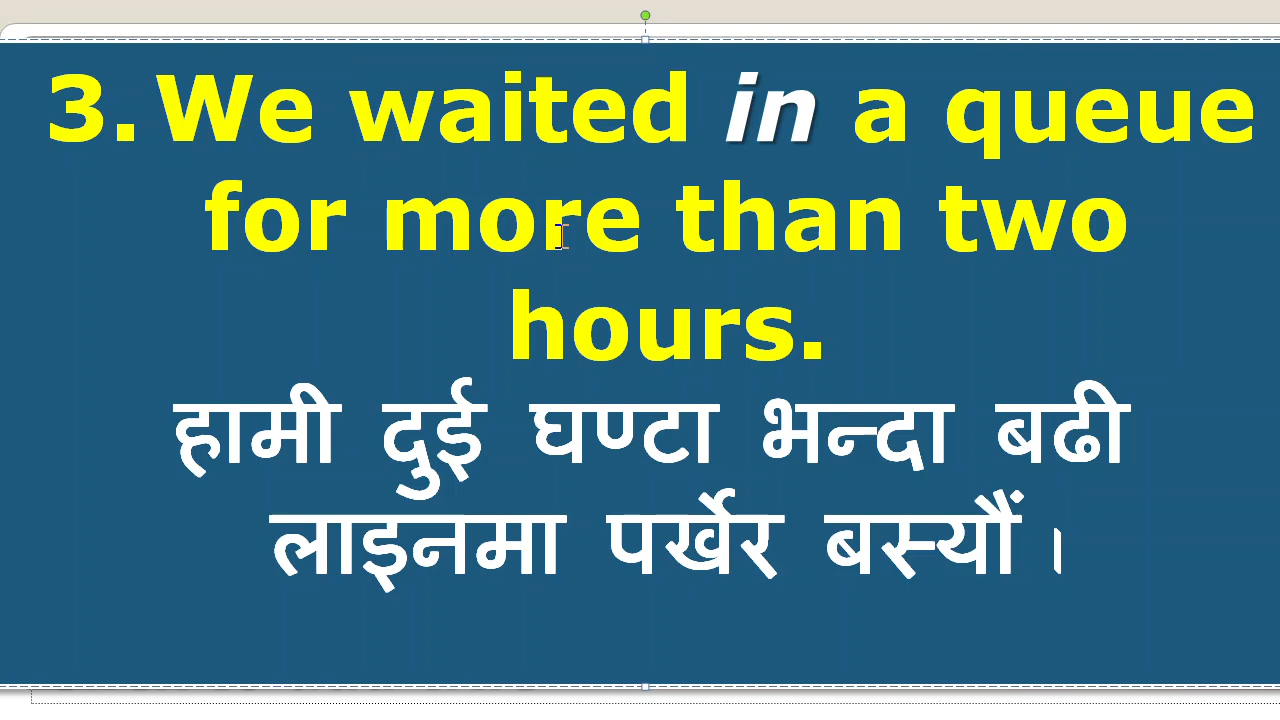 3. We waited in a queue
for more than two
hours.
हामी दुई घण्टा भन्दा बढी
लाइनमा पर्खेर बस्यौं ।